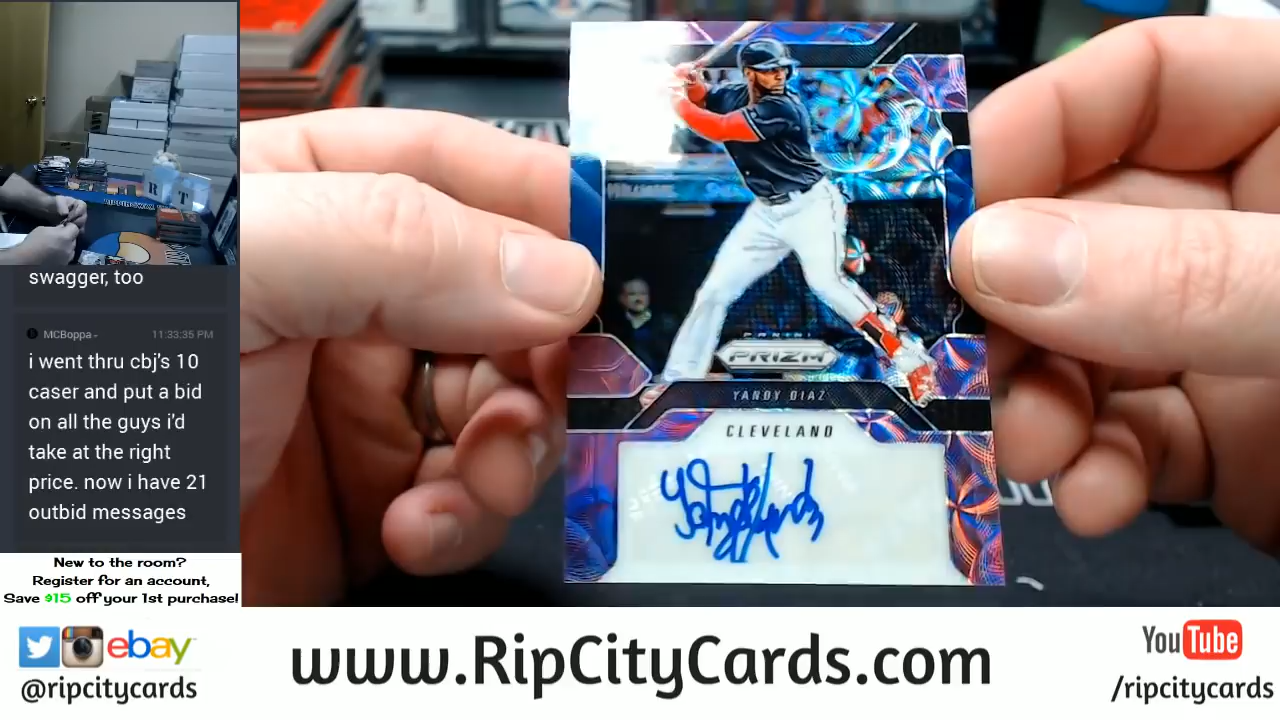 swagger, too
MCBoppa- 11:33:35 PM
i went thru cbj's 10
caser and put a bid
on all the guys i'd
take at the right
price. now i have 21
outbid messages
New to the room?
Register for an account,
Save $15 off your 1st purchase!
PANINI
PRIZM
YANDY DIAZ
CLEVELAND
ebay
@ripcitycards
www.RipCityCards.com
YouTube
/ripcitycards